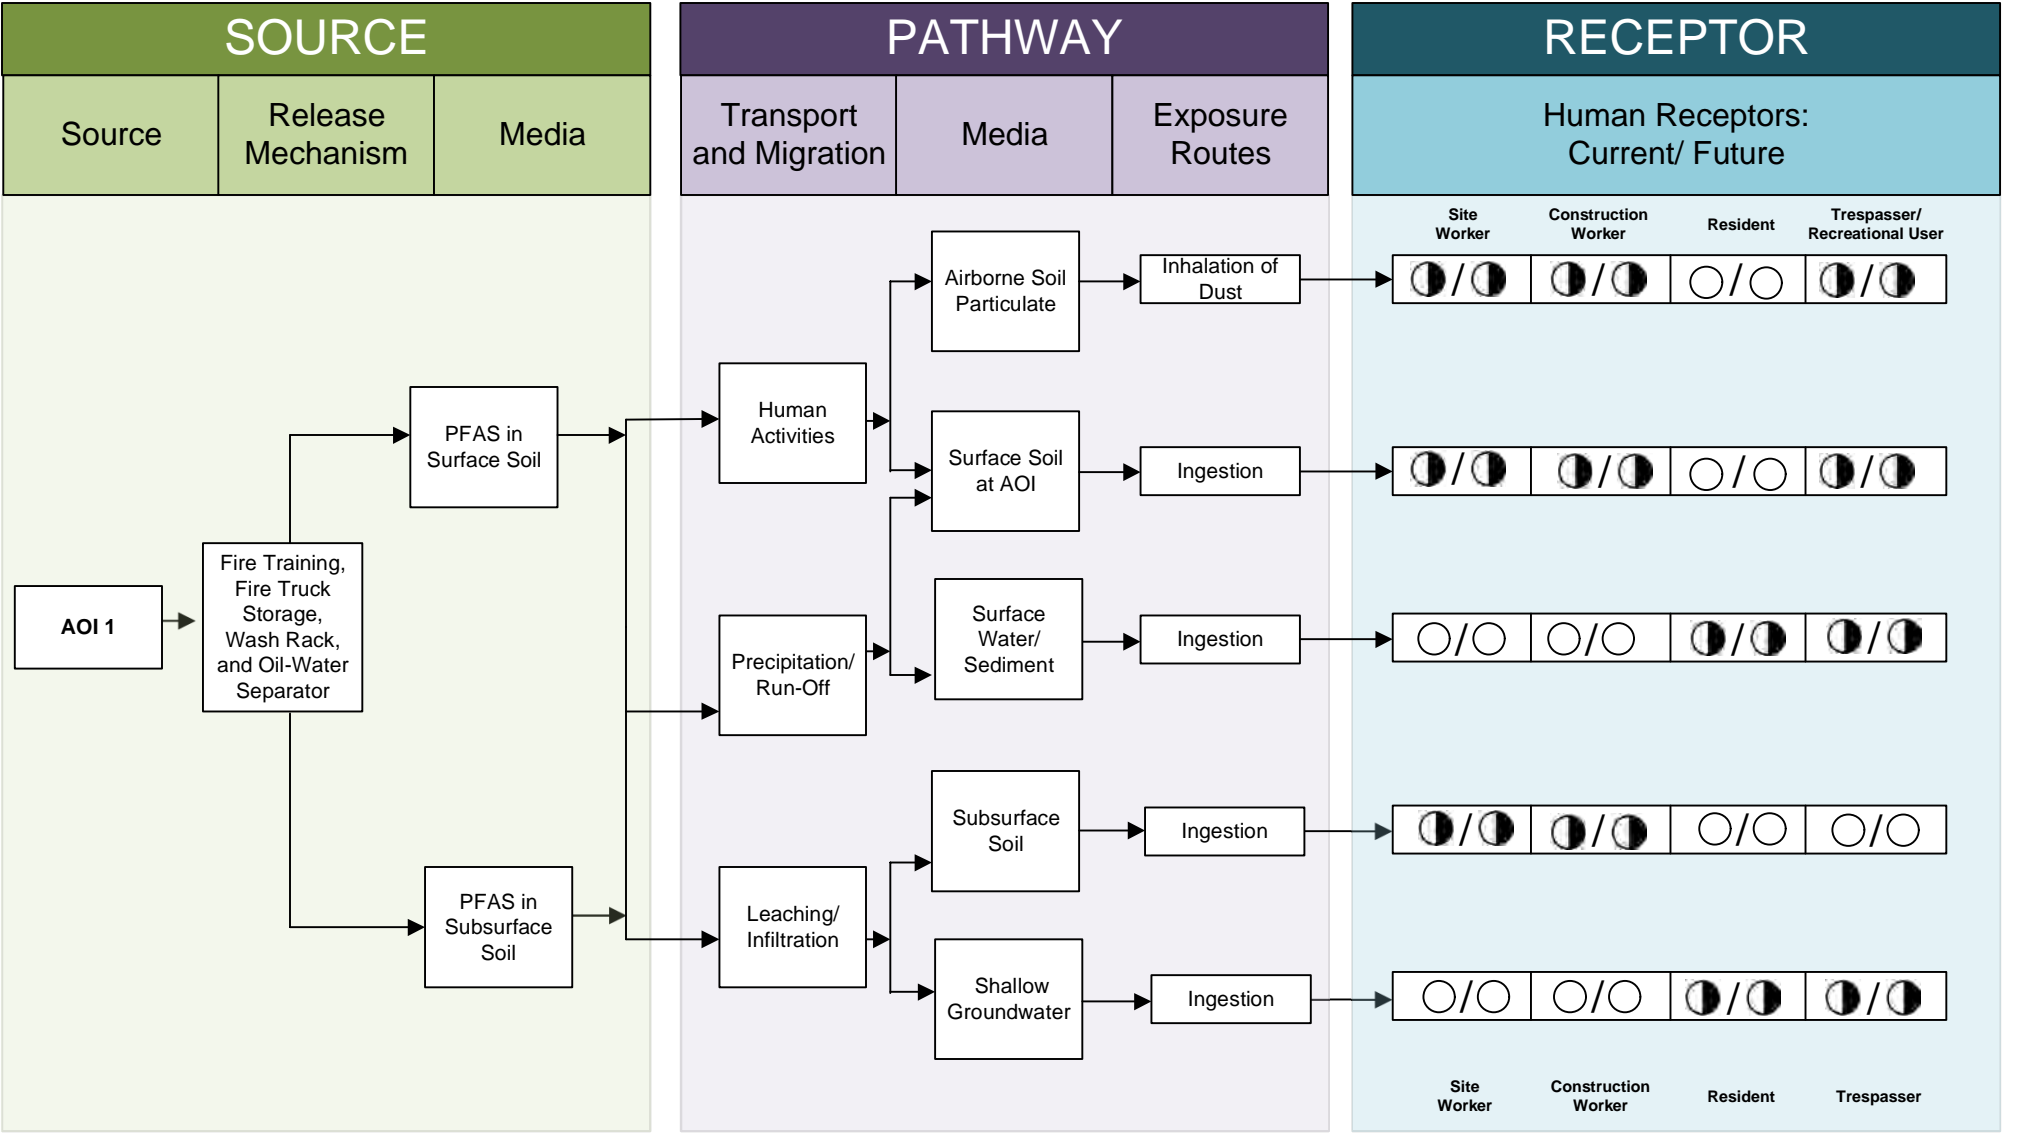 SOURCE
PATHWAY
RECEPTOR
Source
Release
Mechanism
Media
Transport
and Migration
Media
Exposure
Routes
Human Receptors:
Current/ Future
Site
Worker
Construction
Worker
Resident
Trespasser/
Recreational User
Airborne Soil
Particulate
Inhalation of
Dust
/
/
/
/
Human
Activities
PFAS in
Surface Soil
Surface Soil
at AOI
Ingestion
/
/
/
/
AOI 1
Fire Training,
Fire Truck
Storage,
Wash Rack,
and Oil-Water
Separator
Precipitation/
Run-Off
Surface
Water/
Sediment
Ingestion
/
/
/
/
Subsurface
Soil
Ingestion
/
/
/
/
PFAS in
Subsurface
Soil
Leaching/
Infiltration
Shallow
Groundwater
Ingestion
/
/
/
/
Site
Worker
Construction
Worker
Resident
Trespasser